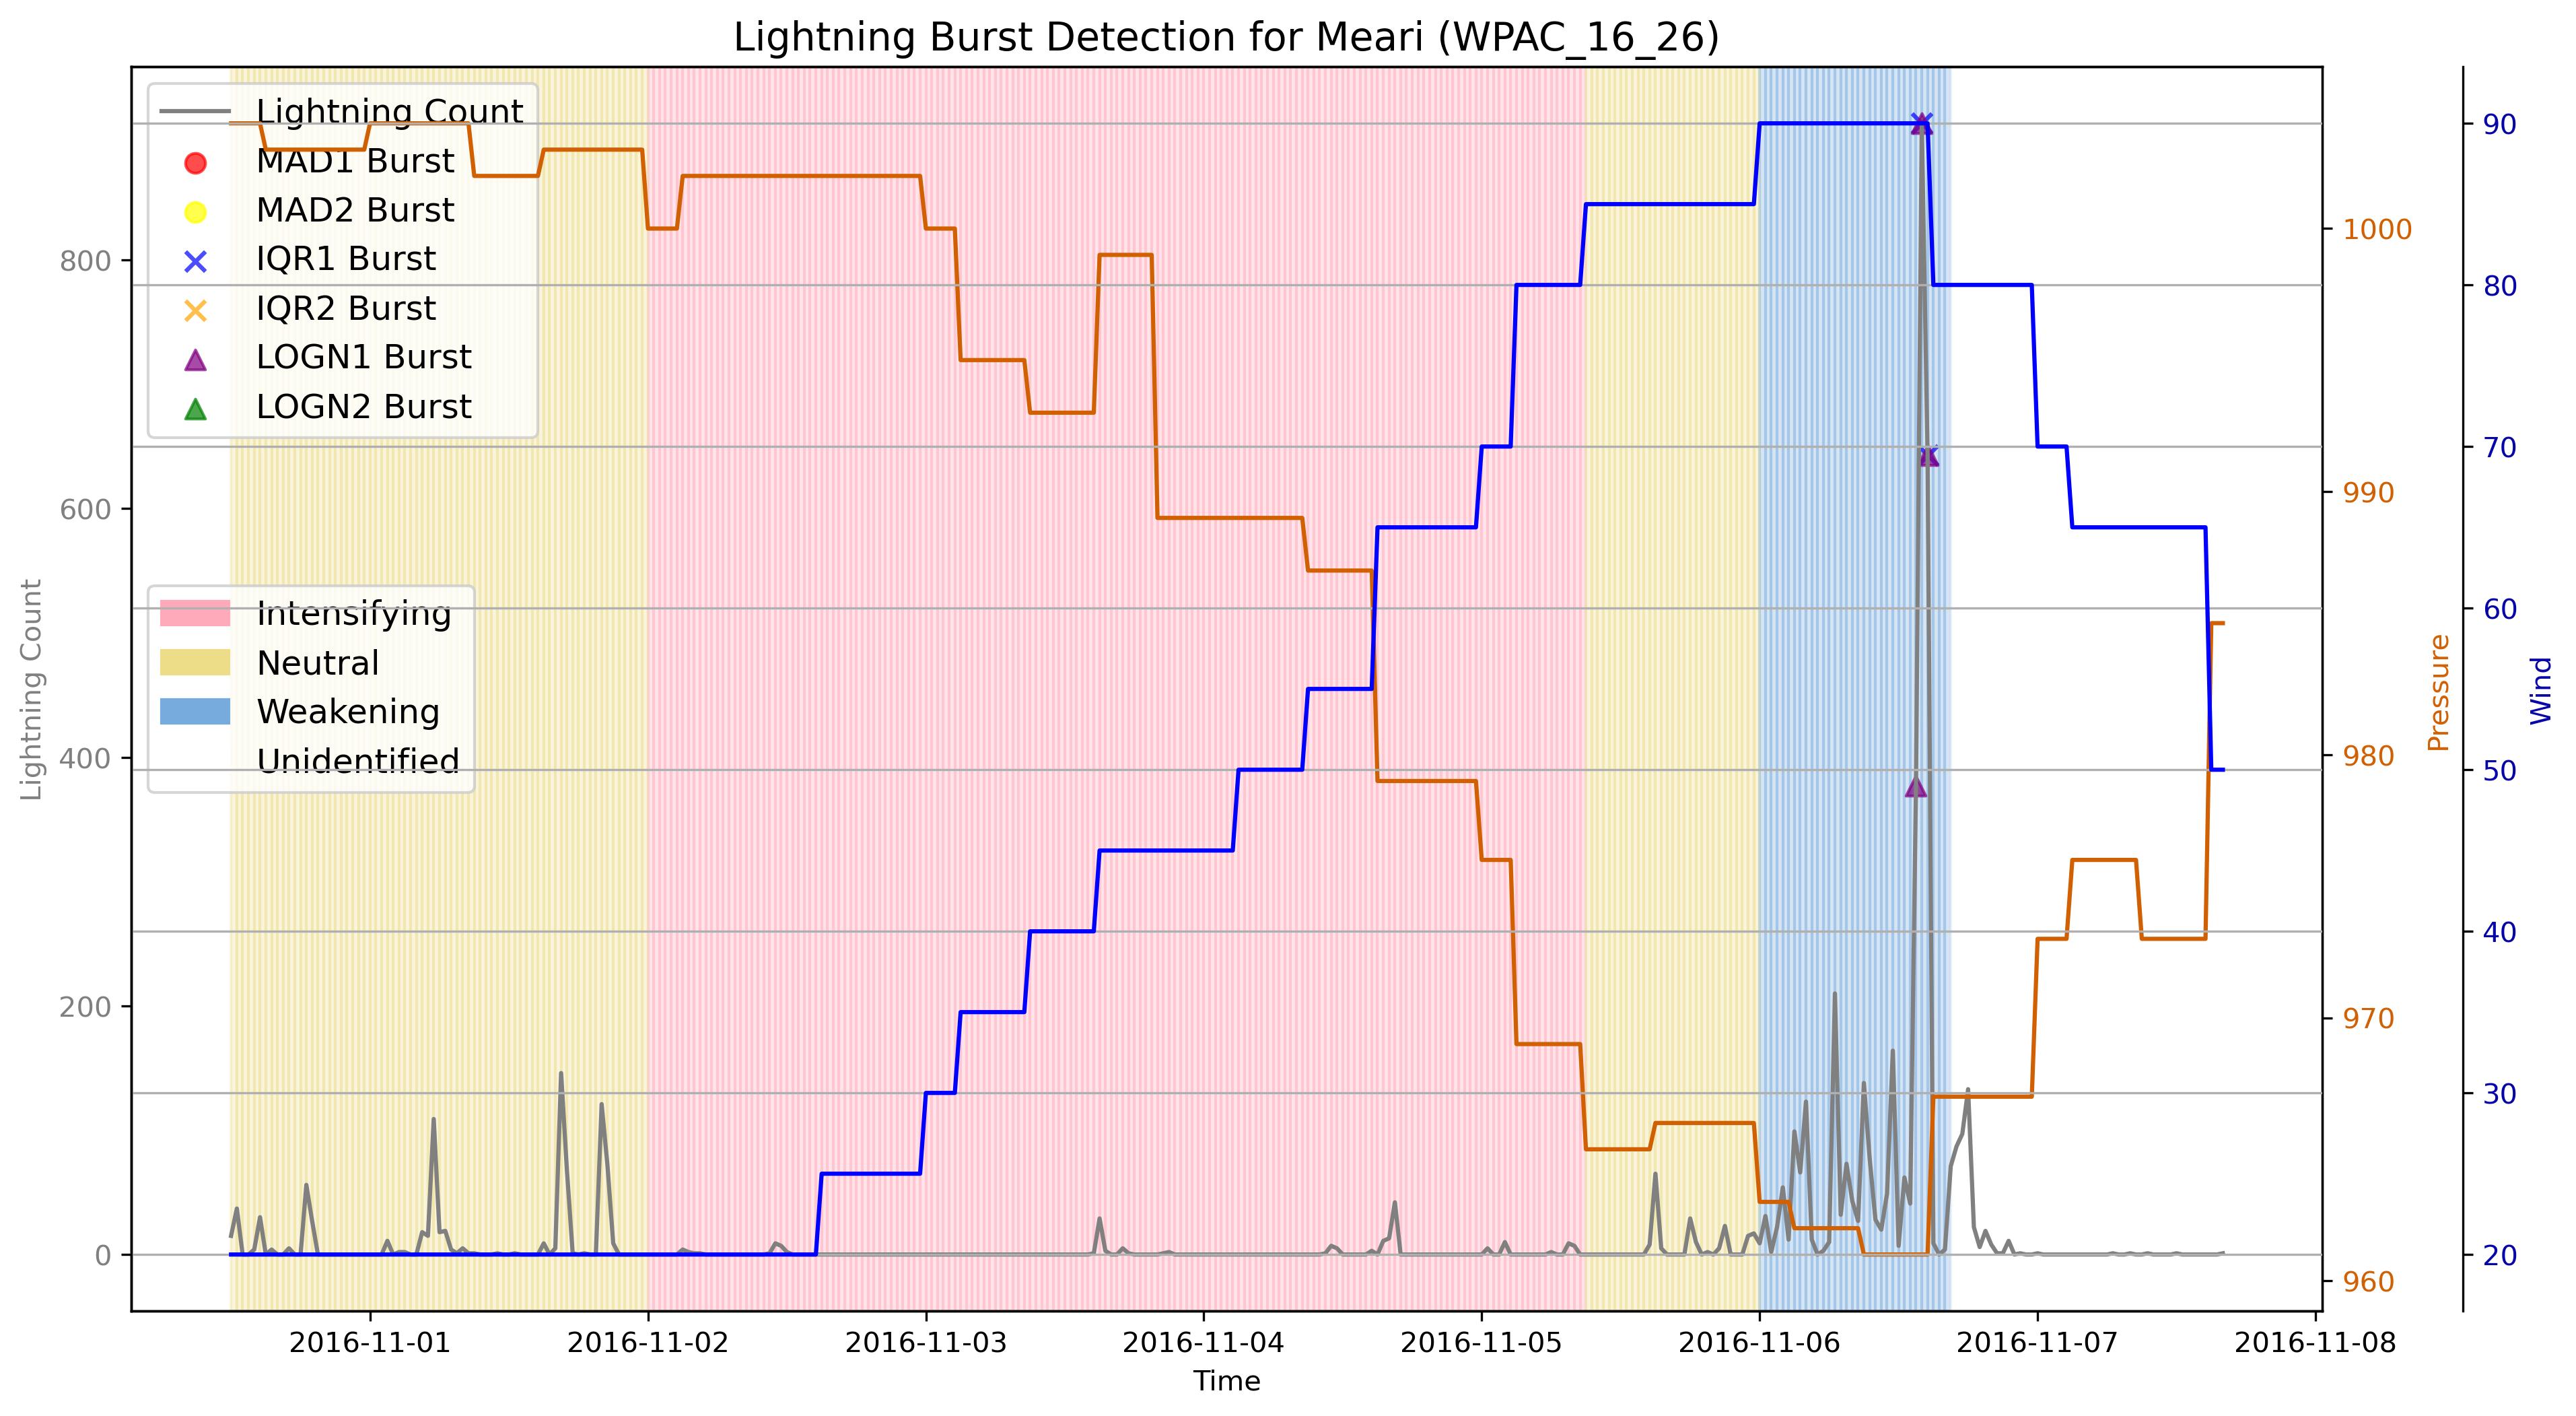 Lightning Burst Detection for Meari (WPAC_16_26)
Lightning Count
MAD1 Burst
MAD2 Burst
IQR1 Burst
IQR2 Burst
LOGN1 Burst
LOGN2 Burst
Intensifying
Neutral
Weakening
Unidentified
Lightning Count
800
600
400
200
0
1000
990
980
970
960
Pressure
90
80
70
60
50
40
30
20
Wind
2016-11-01 2016-11-02 2016-11-03 2016-11-04 2016-11-05 2016-11-06 2016-11-07 2016-11-08
Time